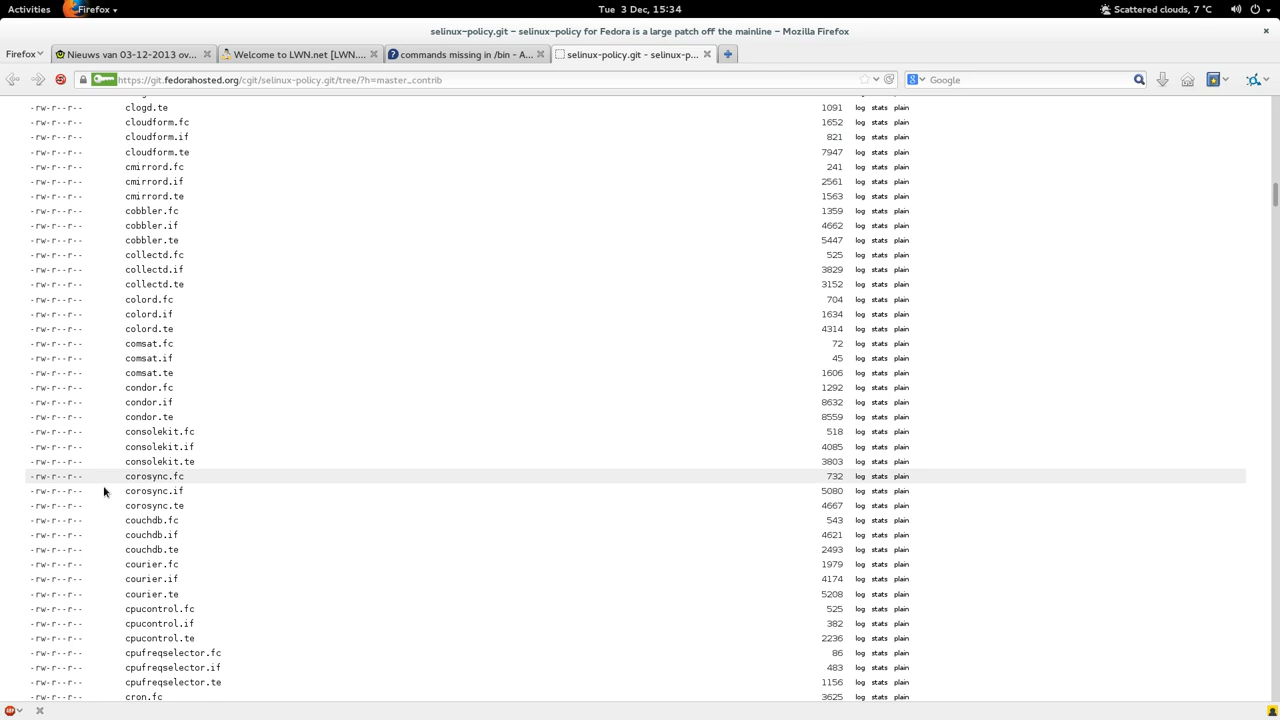 Activities Firefox Tue 3 Dec, 15:34 Scattered clouds, 7 °C
selinux-policy.git - selinux-policy for Fedora is a large patch off the mainline - Mozilla Firefox
Firefox Nieuws van 03-12-2013 ov... Welcome to LWN.net [LWN.... commands missing in /bin - A... selinux-policy.git - selinux-p...
https://git.fedorahosted.org/cgit/selinux-policy.git/tree/?h=master_contrib Google
clogd.te 1091 log stats plain
-rw-r--r-- cloudform.fc 1652 log stats plain
-rw-r--r-- cloudform.if 821 log stats plain
-rw-r--r-- cloudform.te 7947 log stats plain
-rw-r--r-- cmirrord.fc 241 log stats plain
-rw-r--r-- cmirrord.if 2561 log stats plain
-rw-r--r-- cmirrord.te 1563 log stats plain
-rw-r--r-- cobbler.fc 1359 log stats plain
-rw-r--r-- cobbler.if 4662 log stats plain
-rw-r--r-- cobbler.te 5447 log stats plain
-rw-r--r-- collectd.fc 525 log stats plain
-rw-r--r-- collectd.if 3829 log stats plain
-rw-r--r-- collectd.te 3152 log stats plain
-rw-r--r-- colord.fc 704 log stats plain
-rw-r--r-- colord.if 1634 log stats plain
-rw-r--r-- colord.te 4314 log stats plain
-rw-r--r-- comsat.fc 72 log stats plain
-rw-r--r-- comsat.if 45 log stats plain
-rw-r--r-- comsat.te 1606 log stats plain
-rw-r--r-- condor.fc 1292 log stats plain
-rw-r--r-- condor.if 8632 log stats plain
-rw-r--r-- condor.te 8559 log stats plain
-rw-r--r-- consolekit.fc 518 log stats plain
-rw-r--r-- consolekit.if 4085 log stats plain
-rw-r--r-- consolekit.te 3803 log stats plain
-rw-r--r-- corosync.fc 732 log stats plain
-rw-r--r-- corosync.if 5080 log stats plain
-rw-r--r-- corosync.te 4667 log stats plain
-rw-r--r-- couchdb.fc 543 log stats plain
-rw-r--r-- couchdb.if 4621 log stats plain
-rw-r--r-- couchdb.te 2493 log stats plain
-rw-r--r-- courier.fc 1979 log stats plain
-rw-r--r-- courier.if 4174 log stats plain
-rw-r--r-- courier.te 5208 log stats plain
-rw-r--r-- cpucontrol.fc 525 log stats plain
-rw-r--r-- cpucontrol.if 382 log stats plain
-rw-r--r-- cpucontrol.te 2236 log stats plain
-rw-r--r-- cpufreqselector.fc 86 log stats plain
-rw-r--r-- cpufreqselector.if 483 log stats plain
-rw-r--r-- cpufreqselector.te 1156 log stats plain
-rw-r--r-- cron.fc 3625 log stats plain
ABP